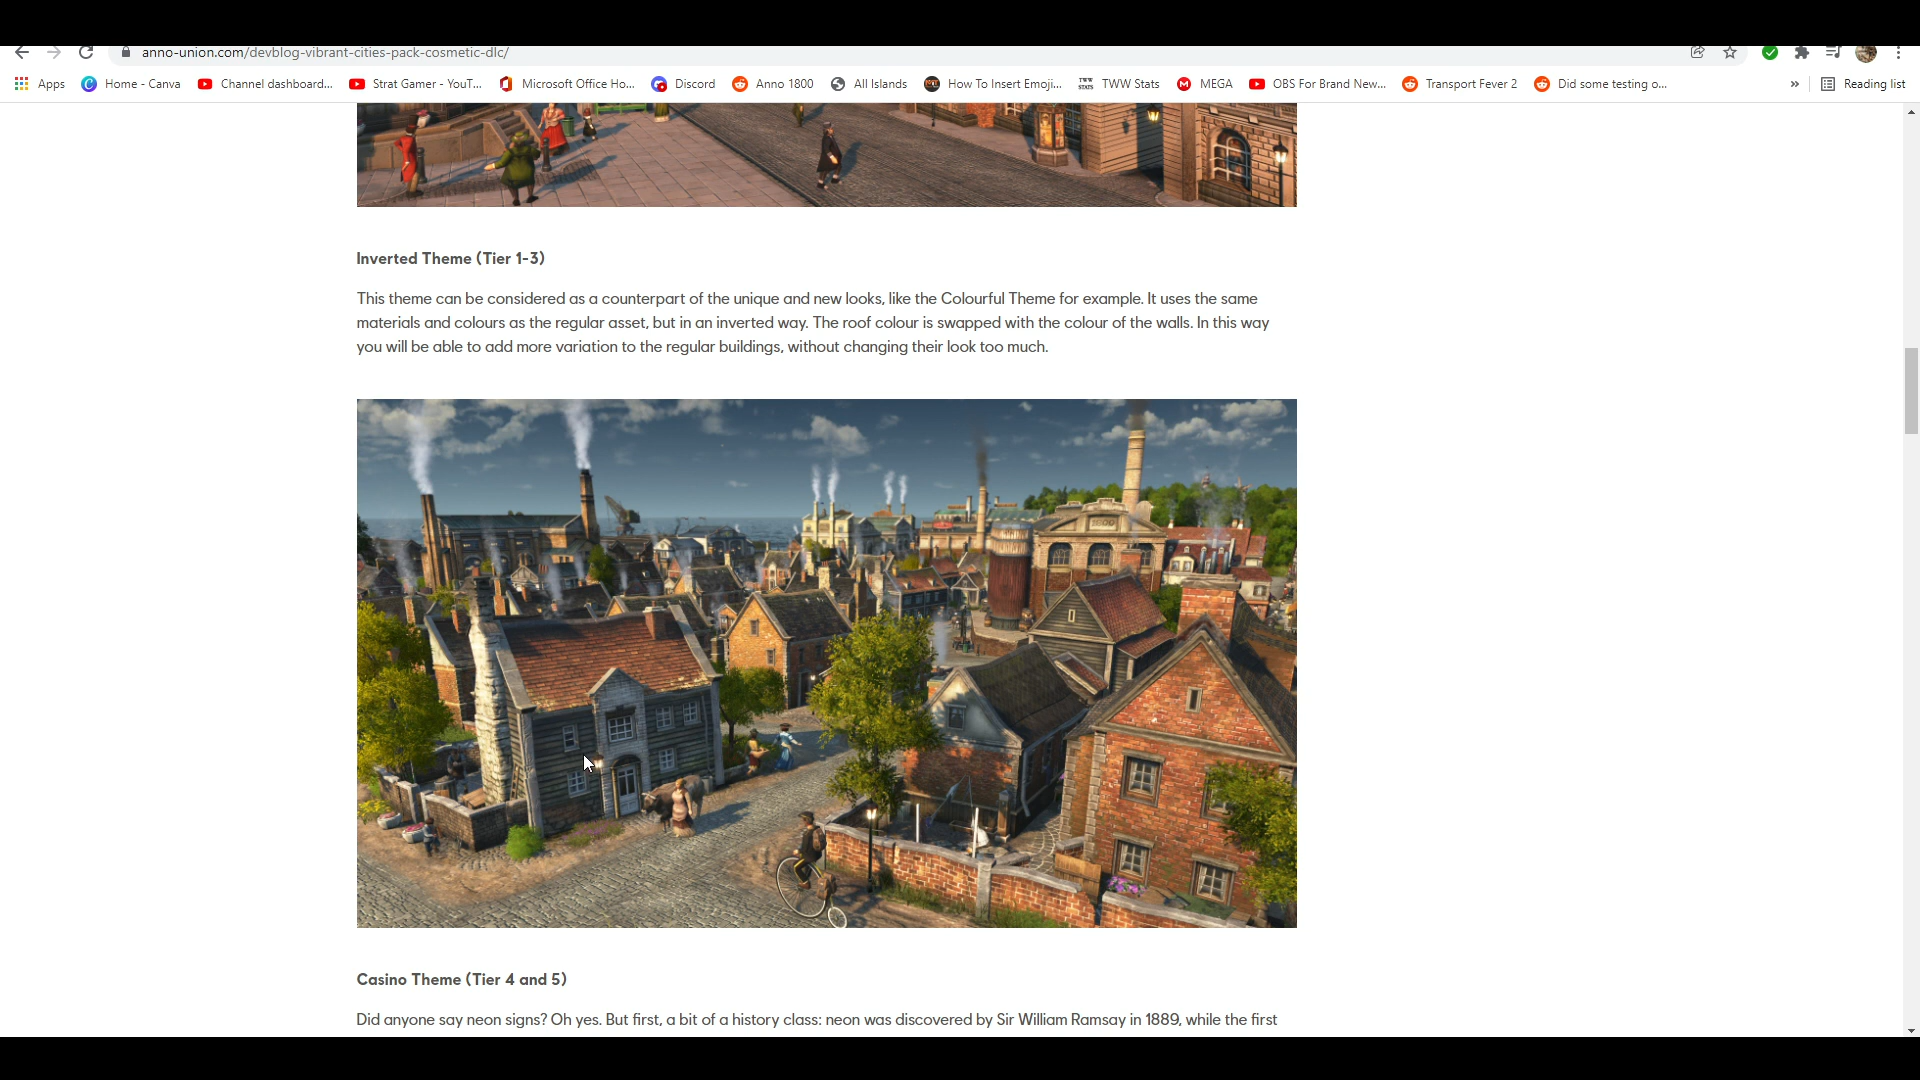 anno-union.com/devblog-vibrant-cities-pack-cosmetic-dlc/
Apps Home - Canva Channel dashboard... Strat Gamer - YouT... Microsoft Office Ho... Discord Anno 1800 All Islands How To Insert Emoji... TWW STATS TWW Stats MEGA OBS For Brand New... Transport Fever 2 Did some testing o... » Reading list
Inverted Theme (Tier 1-3)
This theme can be considered as a counterpart of the unique and new looks, like the Colourful Theme for example. It uses the same
materials and colours as the regular asset, but in an inverted way. The roof colour is swapped with the colour of the walls. In this way
you will be able to add more variation to the regular buildings, without changing their look too much.
1800
Casino Theme (Tier 4 and 5)
Did anyone say neon signs? Oh yes. But first, a bit of a history class: neon was discovered by Sir William Ramsay in 1889, while the first